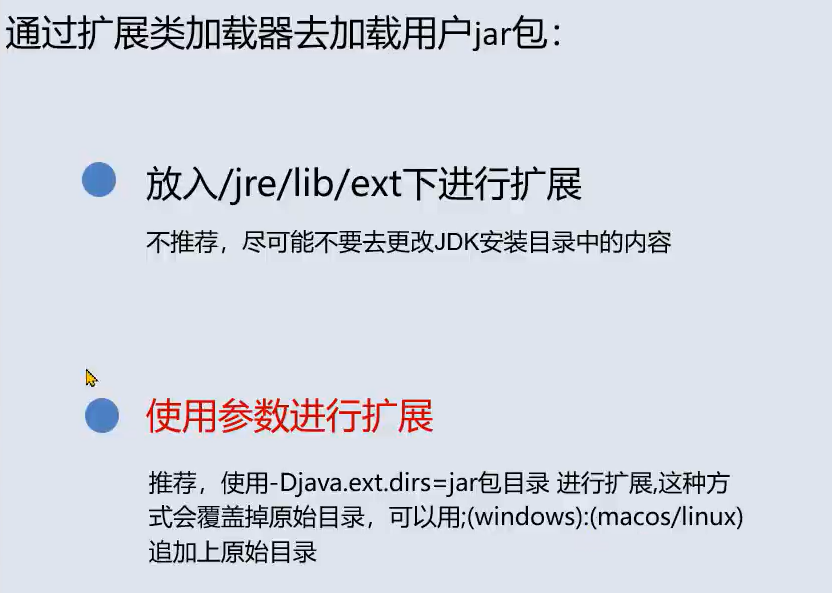 通过扩展类加载器去加载用户jar包：
放入/jre/lib/ext下进行扩展
不推荐，尽可能不要去更改JDK安装目录中的内容
使用参数进行扩展
推荐，使用-Djava.ext.dirs=jar包目录 进行扩展,这种方
式会覆盖掉原始目录，可以用;(windows):(macos/linux)
追加上原始目录